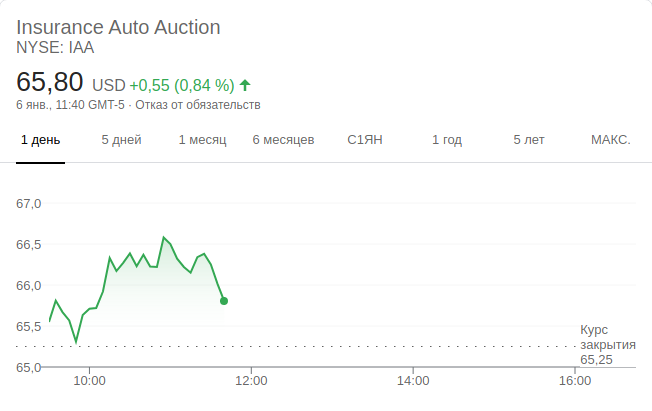 Insurance Auto Auction
NYSE: IAA
65,80 USD +0,55 (0,84 %)
6 янв., 11:40 GMT-5 · Отказ от обязательств
1 день 5 дней 1 месяц 6 месяцев С1ЯН 1 год 5 лет МАКС.
67,0
66,5
66,0
65,5
Курс
закрытия
65,25
65,0
10:00 12:00 14:00 16:00